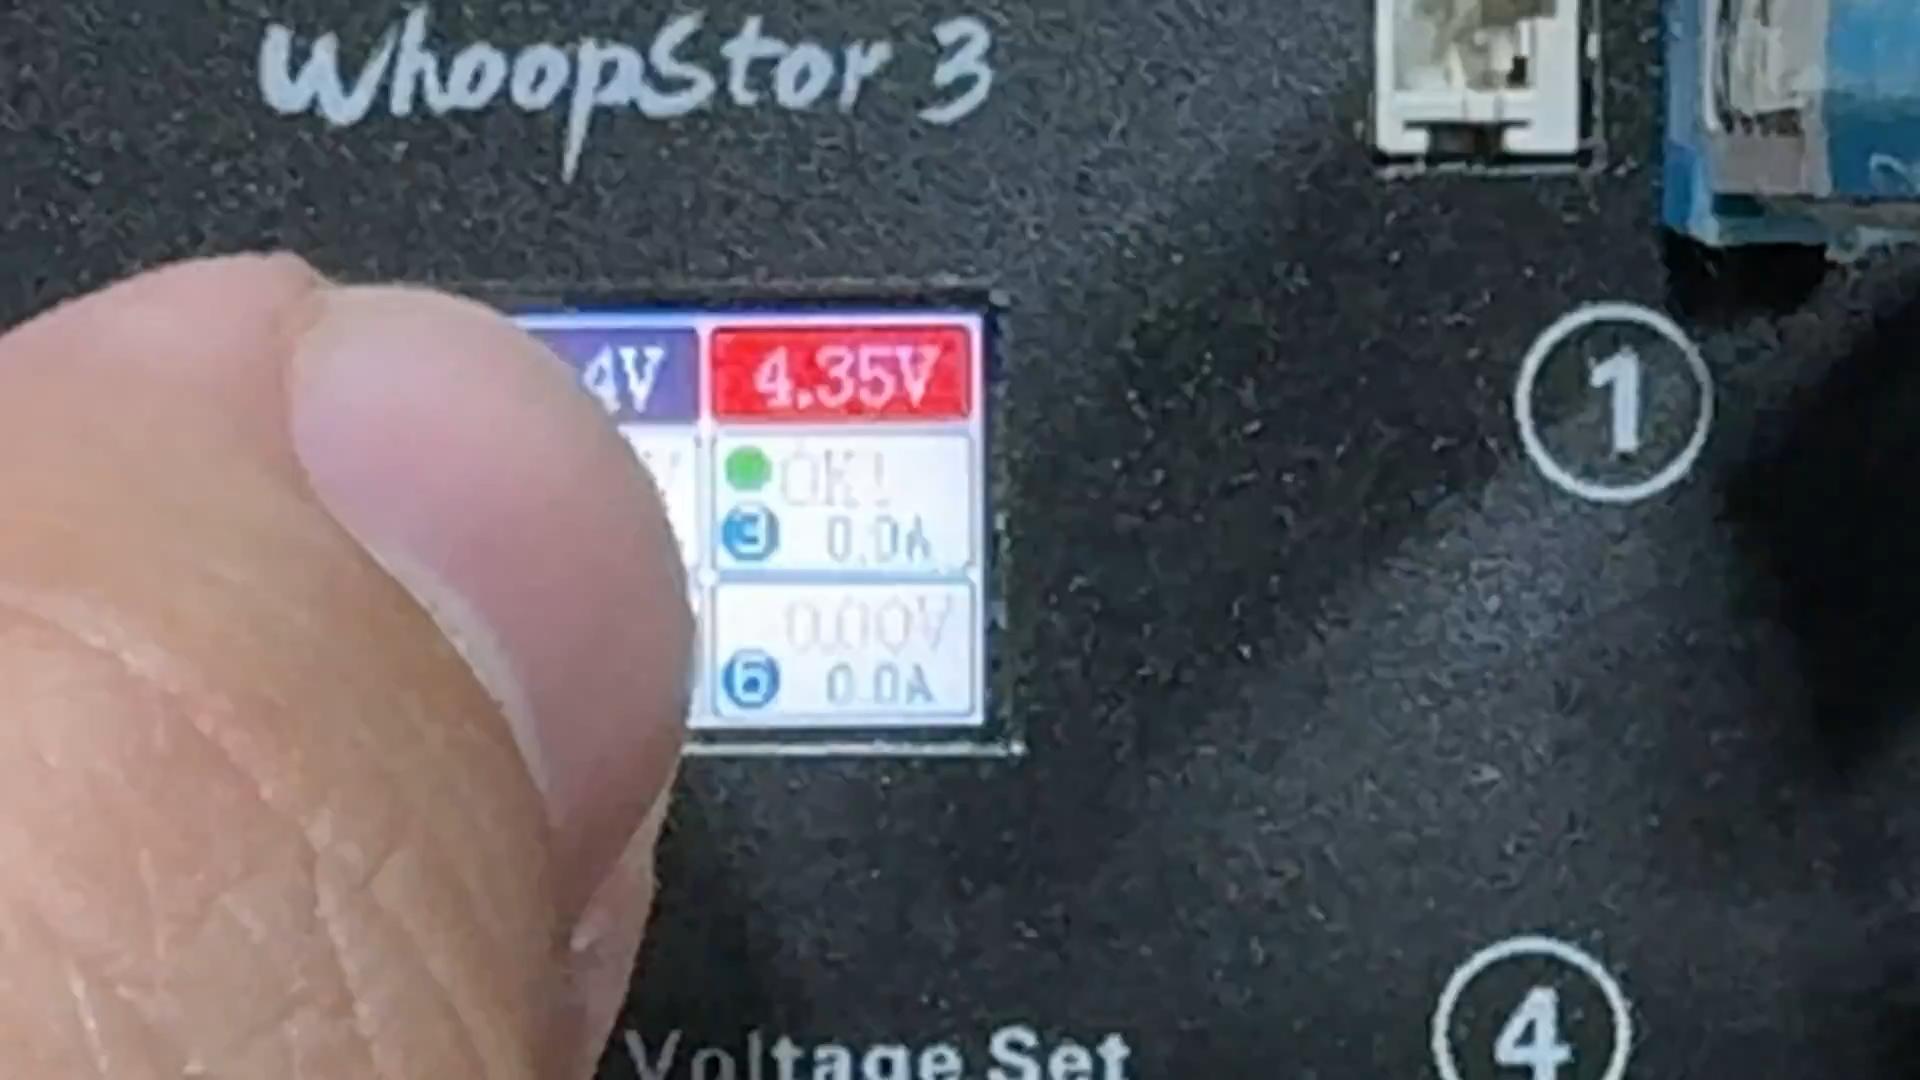 WhoopStor 3
4V 4.35V
OK!
3 0.0A
0.00V
6 0.0A
1
4
Voltage Set